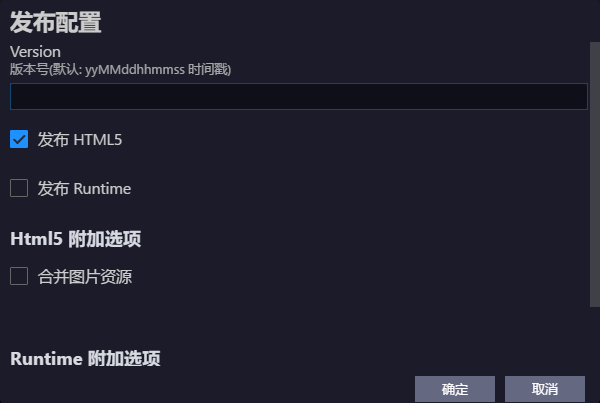 发布配置
Version
版本号(默认: yyMMddhhmmss 时间戳)
发布 HTML5
发布 Runtime
Html5 附加选项
合并图片资源
Runtime 附加选项
确定 取消